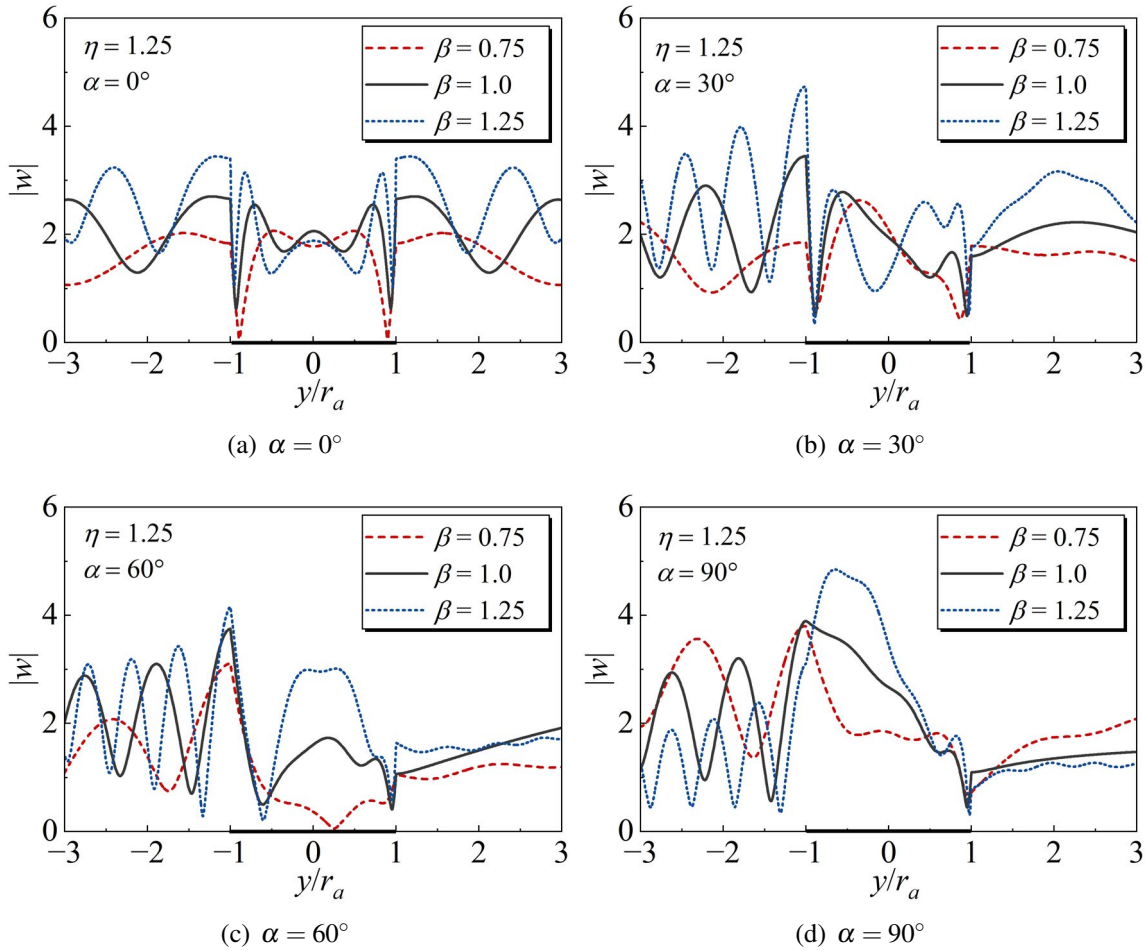 6
4
2
0
|w|
η = 1.25
α = 0°
β = 0.75
β = 1.0
β = 1.25
−3 −2 −1 0 1 2 3
y/rₐ
(a) α = 0°
6
4
2
0
|w|
η = 1.25
α = 30°
β = 0.75
β = 1.0
β = 1.25
−3 −2 −1 0 1 2 3
y/rₐ
(b) α = 30°
6
4
2
0
|w|
η = 1.25
α = 60°
β = 0.75
β = 1.0
β = 1.25
−3 −2 −1 0 1 2 3
y/rₐ
(c) α = 60°
6
4
2
0
|w|
η = 1.25
α = 90°
β = 0.75
β = 1.0
β = 1.25
−3 −2 −1 0 1 2 3
y/rₐ
(d) α = 90°